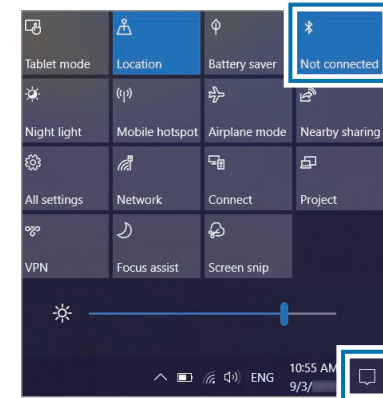 Tablet mode Location Battery saver Not connected
Night light Mobile hotspot Airplane mode Nearby sharing
All settings Network Connect Project
VPN Focus assist Screen snip
ENG 10:55 AM
9/3/